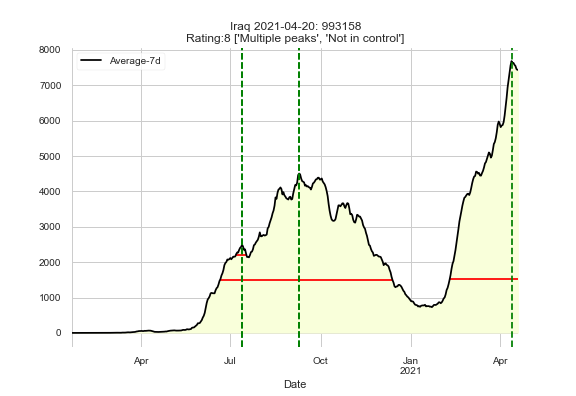 Iraq 2021-04-20: 993158
Rating:8 ['Multiple peaks', 'Not in control']
8000
Average-7d
7000
6000
5000
4000
3000
2000
1000
0
Apr Jul Oct Jan Apr
2021
Date